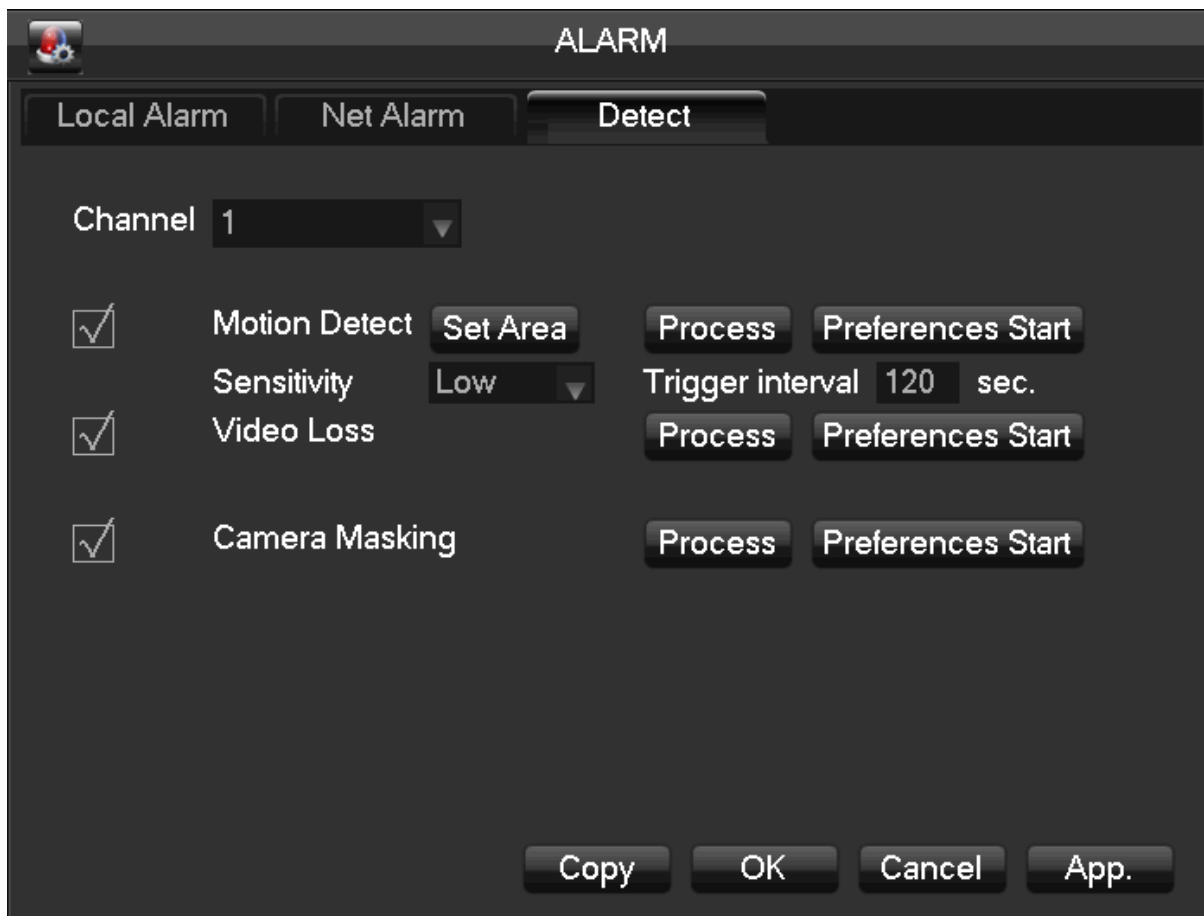 ALARM
Local Alarm Net Alarm Detect
Channel 1
Motion Detect Set Area Process Preferences Start
Sensitivity Low Trigger interval 120 sec.
Video Loss Process Preferences Start
Camera Masking Process Preferences Start
Copy OK Cancel App.